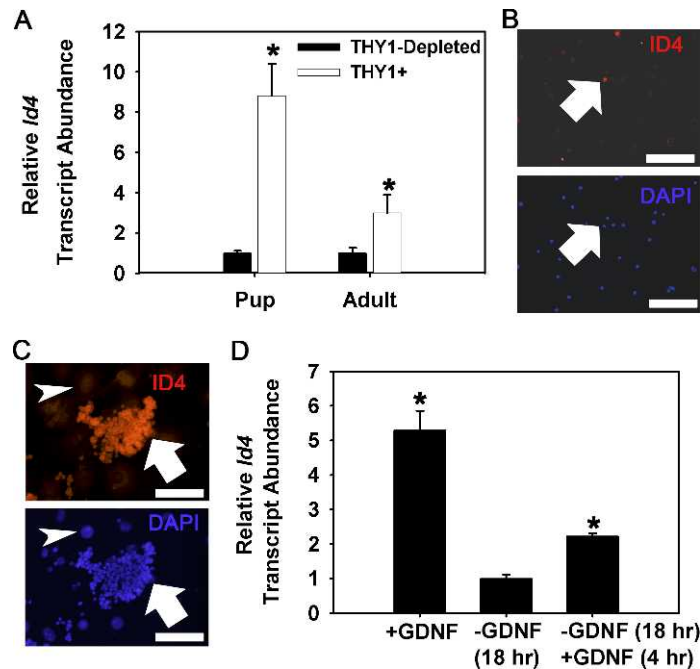 A
Relative Id4
Transcript Abundance
12
10
8
6
4
2
0
THY1-Depleted
THY1+
*
*
Pup
Adult
B
ID4
DAPI
C
ID4
DAPI
D
Relative Id4
Transcript Abundance
7
6
5
4
3
2
1
0
*
*
+GDNF
-GDNF
(18 hr)
-GDNF (18 hr)
+GDNF (4 hr)